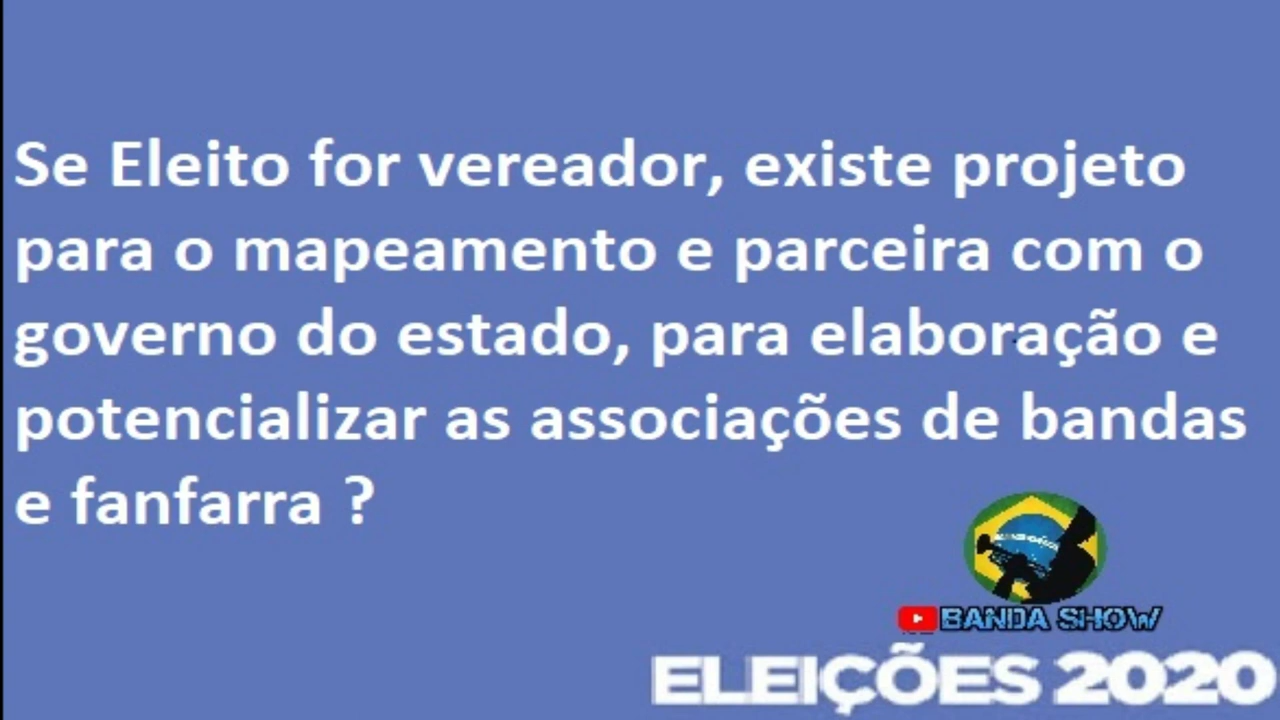 Se Eleito for vereador, existe projeto
para o mapeamento e parceira com o
governo do estado, para elaboração e
potencializar as associações de bandas
e fanfarra ?
BANDA SHOW
ELEIÇÕES 2020